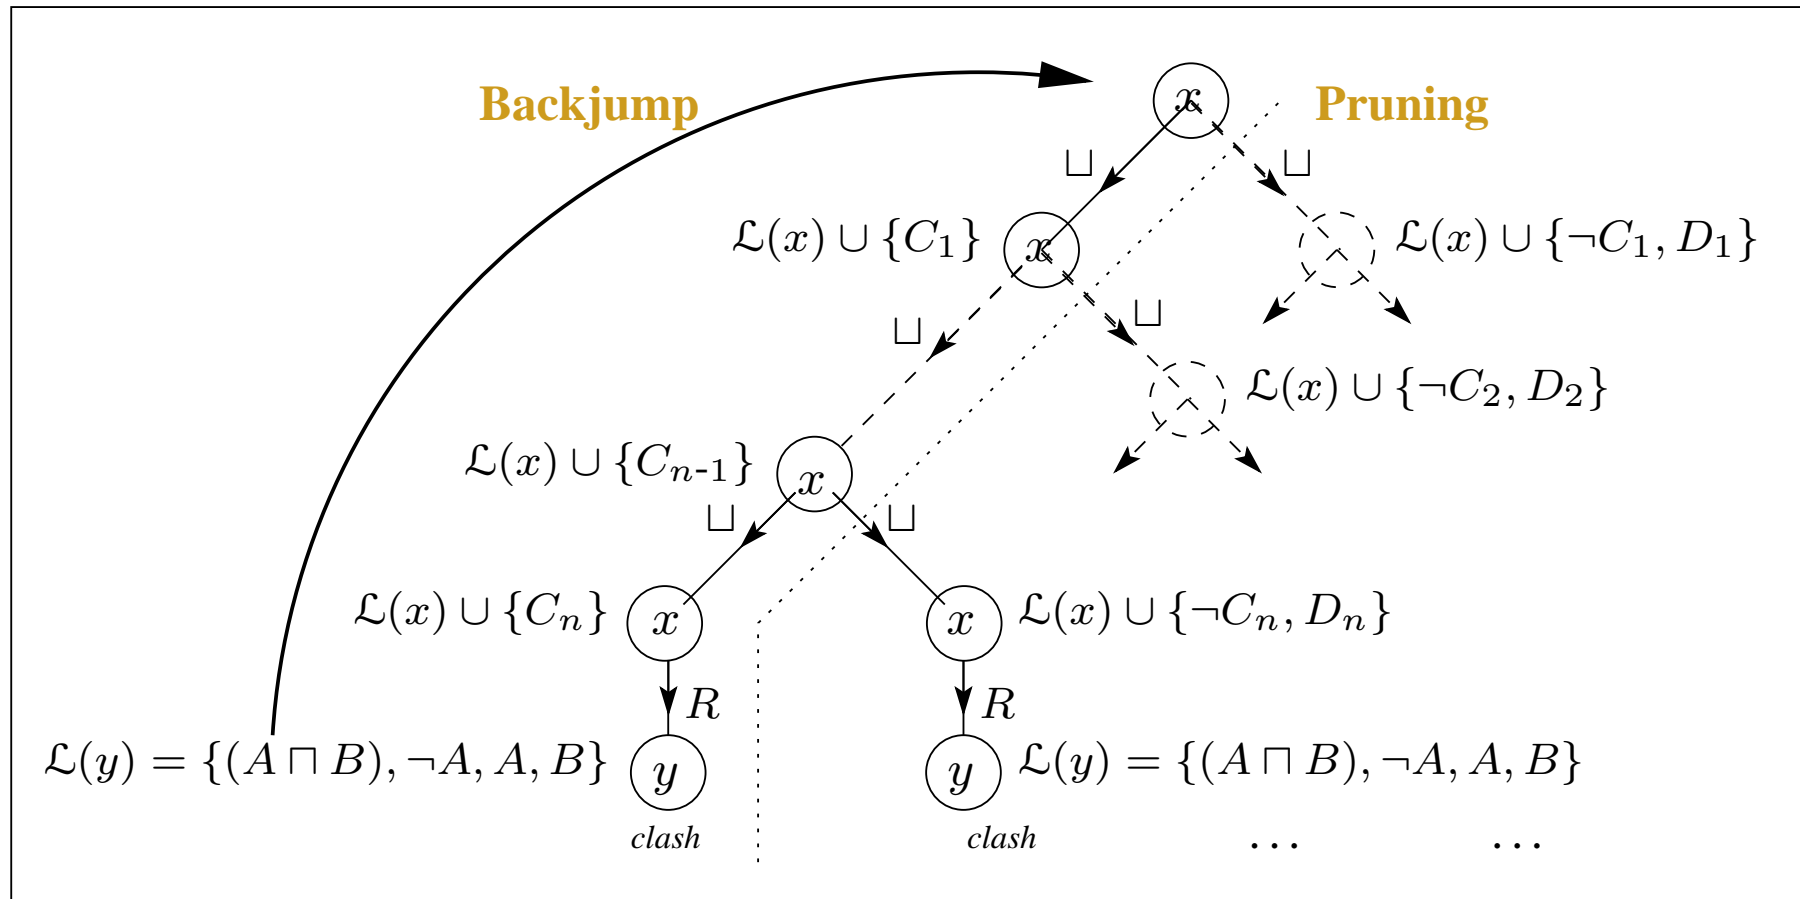 Backjump
Pruning
x
⊔ ⊔
ℒ(x) ∪ {C₁} x ℒ(x) ∪ {¬C₁, D₁}
⊔ ⊔
ℒ(x) ∪ {¬C₂, D₂}
ℒ(x) ∪ {Cₙ₋₁} x
⊔ ⊔
ℒ(x) ∪ {Cₙ} x x ℒ(x) ∪ {¬Cₙ, Dₙ}
R R
ℒ(y) = {(A ⊓ B), ¬A, A, B} y y ℒ(y) = {(A ⊓ B), ¬A, A, B}
clash clash ... ...